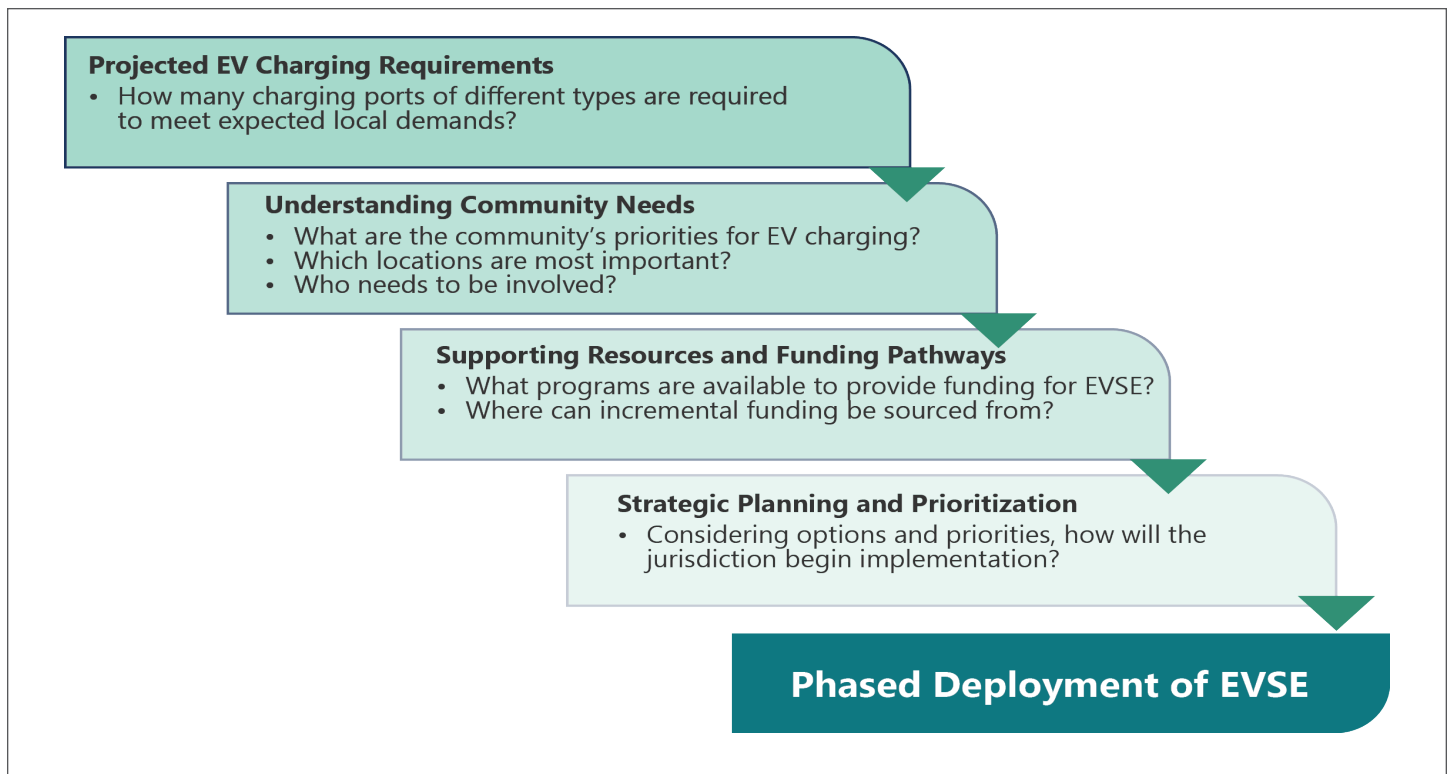 Projected EV Charging Requirements
• How many charging ports of different types are required
to meet expected local demands?
Understanding Community Needs
• What are the community’s priorities for EV charging?
• Which locations are most important?
• Who needs to be involved?
Supporting Resources and Funding Pathways
• What programs are available to provide funding for EVSE?
• Where can incremental funding be sourced from?
Strategic Planning and Prioritization
• Considering options and priorities, how will the
jurisdiction begin implementation?
Phased Deployment of EVSE